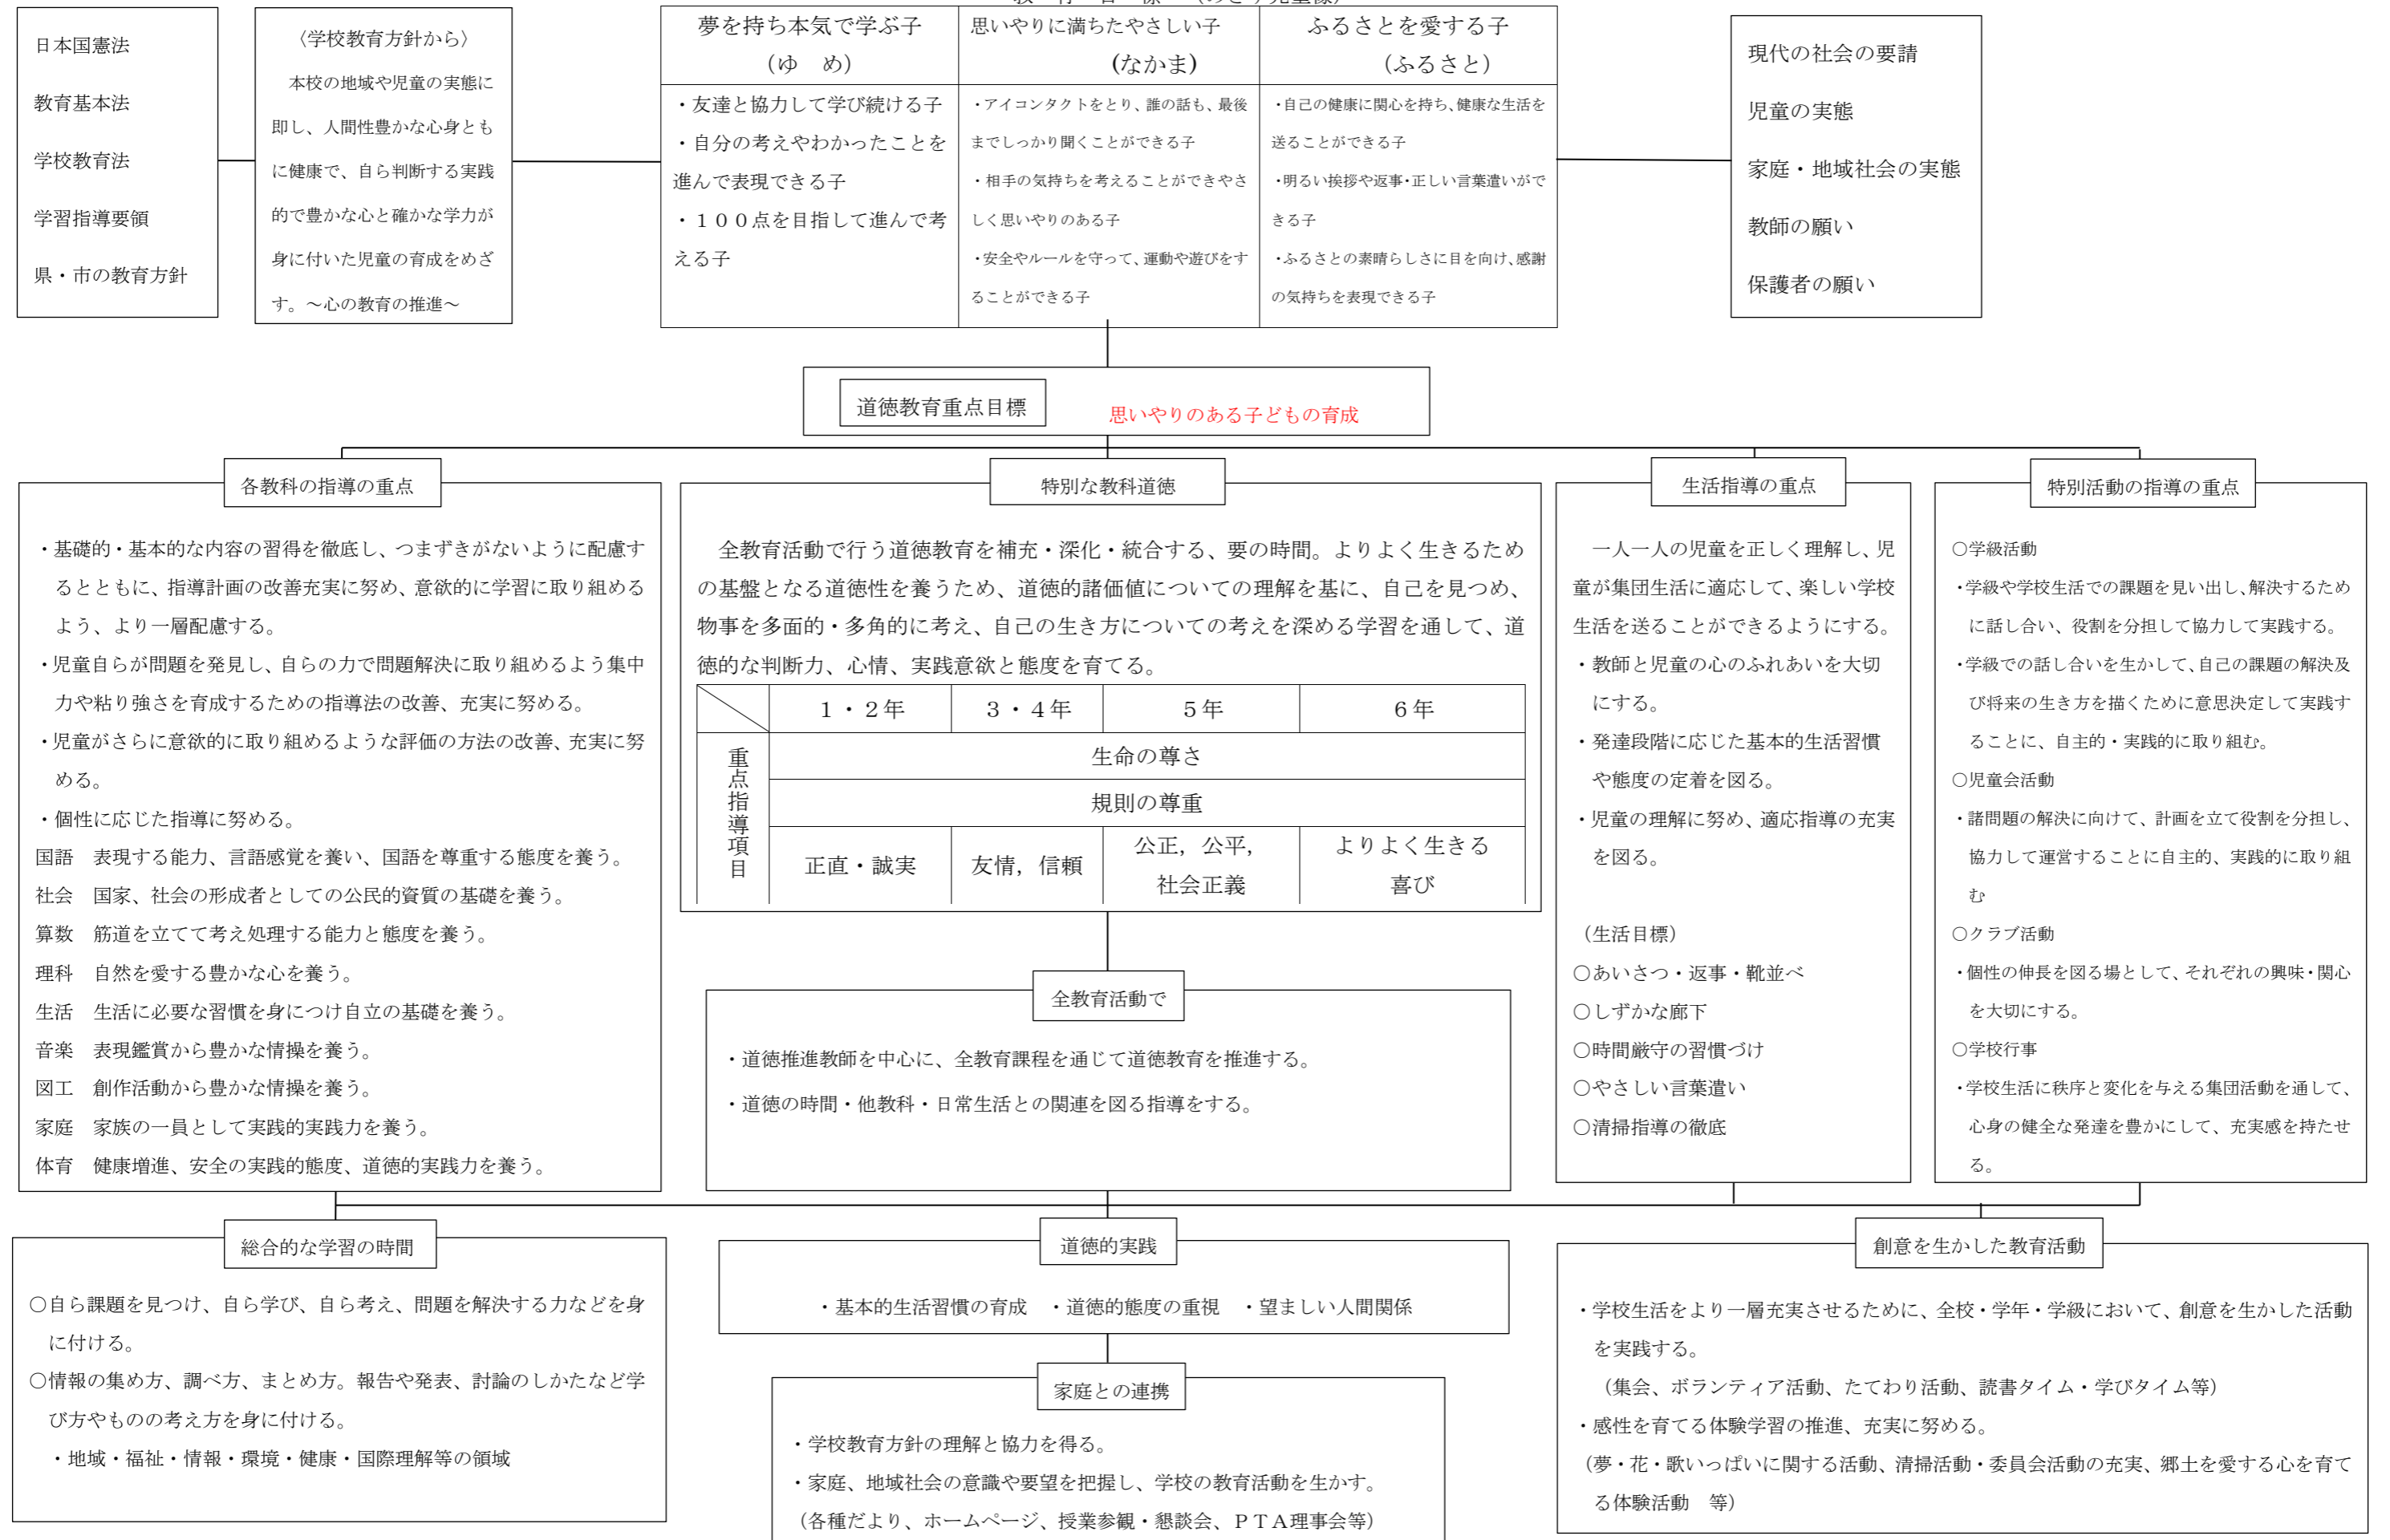 日本国憲法
教育基本法
学校教育法
学習指導要領
県・市の教育方針
〈学校教育方針から〉
本校の地域や児童の実態に
即し、人間性豊かな心身とも
に健康で、自ら判断する実践
的で豊かな心と確かな学力が
身に付いた児童の育成をめざ
す。～心の教育の推進～
夢を持ち本気で学ぶ子
（ゆ　め）
・友達と協力して学び続ける子
・自分の考えやわかったことを
進んで表現できる子
・１００点を目指して進んで考
える子
思いやりに満ちたやさしい子
(なかま)
・アイコンタクトをとり、誰の話も、最後
までしっかり聞くことができる子
・相手の気持ちを考えることができやさ
しく思いやりのある子
・安全やルールを守って、運動や遊びをす
ることができる子
ふるさとを愛する子
（ふるさと）
・自己の健康に関心を持ち、健康な生活を
送ることができる子
・明るい挨拶や返事・正しい言葉遣いがで
きる子
・ふるさとの素晴らしさに目を向け、感謝
の気持ちを表現できる子
現代の社会の要請
児童の実態
家庭・地域社会の実態
教師の願い
保護者の願い
道徳教育重点目標
思いやりのある子どもの育成
各教科の指導の重点
・基礎的・基本的な内容の習得を徹底し、つまずきがないように配慮す
るとともに、指導計画の改善充実に努め、意欲的に学習に取り組める
よう、より一層配慮する。
・児童自らが問題を発見し、自らの力で問題解決に取り組めるよう集中
力や粘り強さを育成するための指導法の改善、充実に努める。
・児童がさらに意欲的に取り組めるような評価の方法の改善、充実に努
める。
・個性に応じた指導に努める。
国語　表現する能力、言語感覚を養い、国語を尊重する態度を養う。
社会　国家、社会の形成者としての公民的資質の基礎を養う。
算数　筋道を立てて考え処理する能力と態度を養う。
理科　自然を愛する豊かな心を養う。
生活　生活に必要な習慣を身につけ自立の基礎を養う。
音楽　表現鑑賞から豊かな情操を養う。
図工　創作活動から豊かな情操を養う。
家庭　家族の一員として実践的実践力を養う。
体育　健康増進、安全の実践的態度、道徳的実践力を養う。
特別な教科道徳
全教育活動で行う道徳教育を補充・深化・統合する、要の時間。よりよく生きるため
の基盤となる道徳性を養うため、道徳的諸価値についての理解を基に、自己を見つめ、
物事を多面的・多角的に考え、自己の生き方についての考えを深める学習を通して、道
徳的な判断力、心情、実践意欲と態度を育てる。
１・２年　３・４年　５年　６年
重点指導項目
生命の尊さ
規則の尊重
正直・誠実
友情，信頼
公正，公平，
社会正義
よりよく生きる
喜び
全教育活動で
・道徳推進教師を中心に、全教育課程を通じて道徳教育を推進する。
・道徳の時間・他教科・日常生活との関連を図る指導をする。
生活指導の重点
一人一人の児童を正しく理解し、児
童が集団生活に適応して、楽しい学校
生活を送ることができるようにする。
・教師と児童の心のふれあいを大切
にする。
・発達段階に応じた基本的生活習慣
や態度の定着を図る。
・児童の理解に努め、適応指導の充実
を図る。
（生活目標）
○あいさつ・返事・靴並べ
○しずかな廊下
○時間厳守の習慣づけ
○やさしい言葉遣い
○清掃指導の徹底
特別活動の指導の重点
○学級活動
・学級や学校生活での課題を見い出し、解決するため
に話し合い、役割を分担して協力して実践する。
・学級での話し合いを生かして、自己の課題の解決及
び将来の生き方を描くために意思決定して実践す
ることに、自主的・実践的に取り組む。
○児童会活動
・諸問題の解決に向けて、計画を立て役割を分担し、
協力して運営することに自主的、実践的に取り組
む
○クラブ活動
・個性の伸長を図る場として、それぞれの興味・関心
を大切にする。
○学校行事
・学校生活に秩序と変化を与える集団活動を通して、
心身の健全な発達を豊かにして、充実感を持たせ
る。
総合的な学習の時間
○自ら課題を見つけ、自ら学び、自ら考え、問題を解決する力などを身
に付ける。
○情報の集め方、調べ方、まとめ方。報告や発表、討論のしかたなど学
び方やものの考え方を身に付ける。
・地域・福祉・情報・環境・健康・国際理解等の領域
道徳的実践
・基本的生活習慣の育成　・道徳的態度の重視　・望ましい人間関係
家庭との連携
・学校教育方針の理解と協力を得る。
・家庭、地域社会の意識や要望を把握し、学校の教育活動を生かす。
（各種だより、ホームページ、授業参観・懇談会、ＰＴＡ理事会等）
創意を生かした教育活動
・学校生活をより一層充実させるために、全校・学年・学級において、創意を生かした活動
を実践する。
（集会、ボランティア活動、たてわり活動、読書タイム・学びタイム等）
・感性を育てる体験学習の推進、充実に努める。
（夢・花・歌いっぱいに関する活動、清掃活動・委員会活動の充実、郷土を愛する心を育て
る体験活動　等）